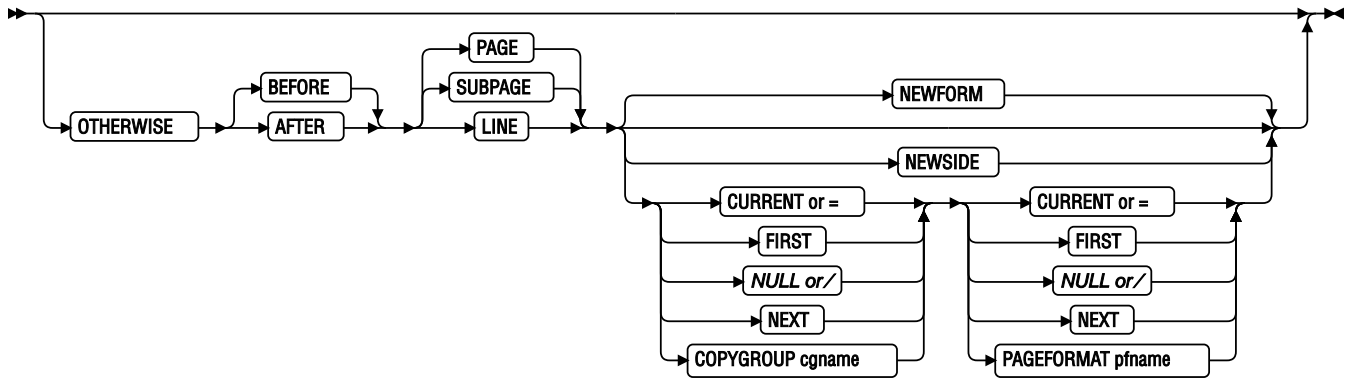 PAGE
BEFORE
SUBPAGE
NEWFORM
OTHERWISE
AFTER
LINE
NEWSIDE
CURRENT or =
CURRENT or =
FIRST
FIRST
NULL or /
NULL or /
NEXT
NEXT
COPYGROUP cgname
PAGEFORMAT pfname